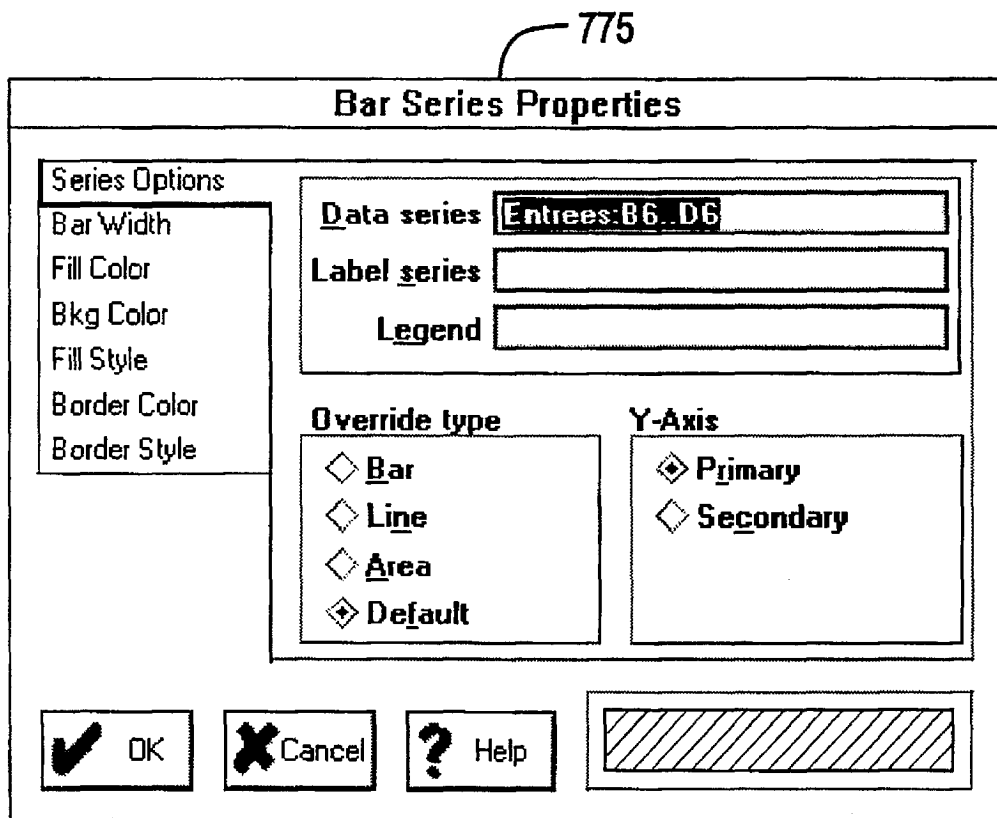 775
Bar Series Properties
Series Options
Bar Width
Fill Color
Bkg Color
Fill Style
Border Color
Border Style
Data series Entrees:B6..D6
Label series
Legend
Override type
Bar
Line
Area
Default
Y-Axis
Primary
Secondary
OK
Cancel
? Help